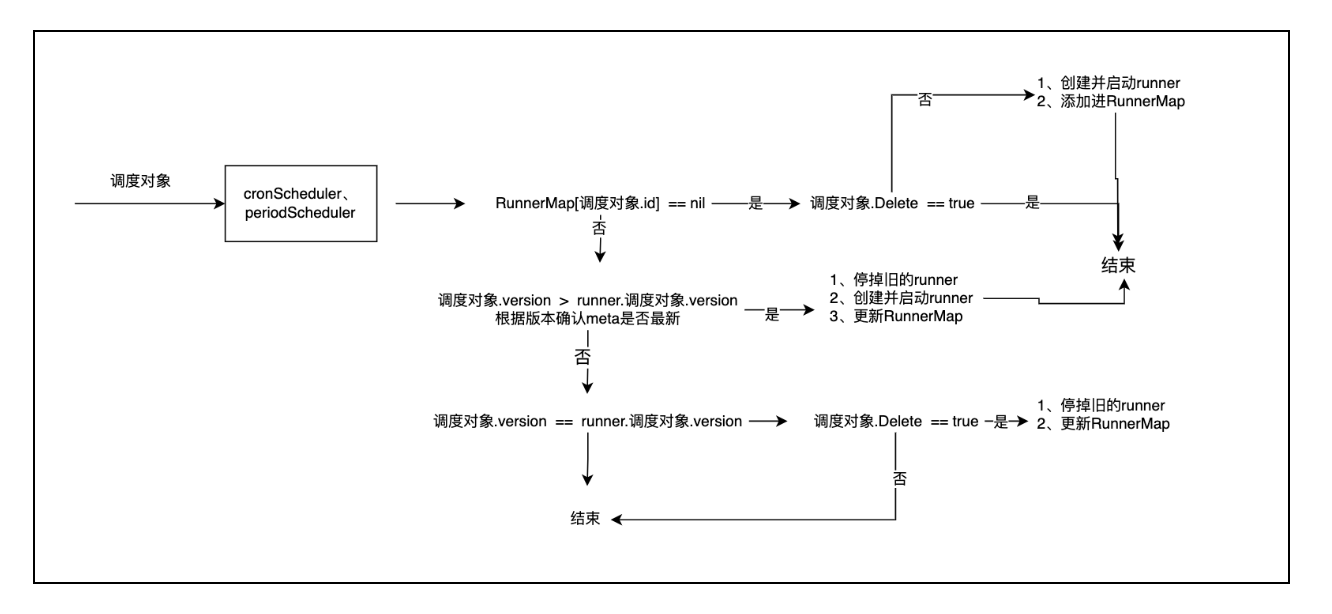 1、创建并启动runner
否
2、添加进RunnerMap
调度对象
cronScheduler、
periodScheduler
RunnerMap[调度对象.id] == nil
是
调度对象.Delete == true
是
否
结束
1、停掉旧的runner
调度对象.version > runner.调度对象.version
是
2、创建并启动runner
根据版本确认meta是否最新
3、更新RunnerMap
否
1、停掉旧的runner
调度对象.version == runner.调度对象.version
调度对象.Delete == true
是
2、更新RunnerMap
否
结束